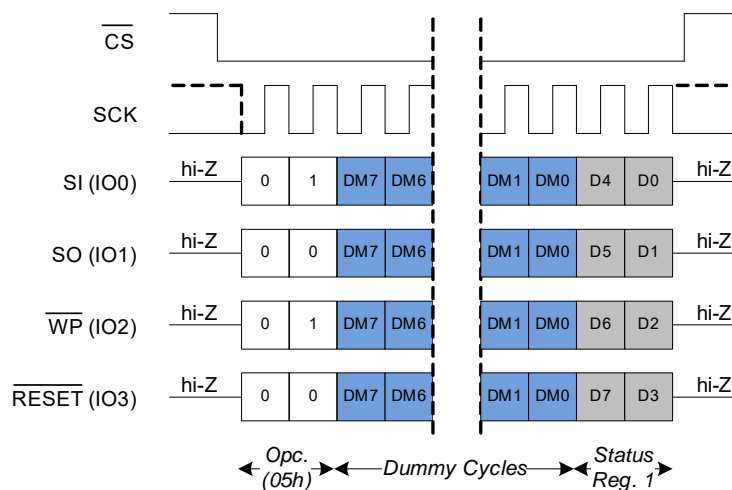 CS
SCK
hi-Z hi-Z
SI (IO0) 0 1 DM7 DM6 DM1 DM0 D4 D0
hi-Z hi-Z
SO (IO1) 0 0 DM7 DM6 DM1 DM0 D5 D1
hi-Z hi-Z
WP (IO2) 0 1 DM7 DM6 DM1 DM0 D6 D2
hi-Z hi-Z
RESET (IO3) 0 0 DM7 DM6 DM1 DM0 D7 D3
Opc. Status
(05h) Dummy Cycles Reg. 1